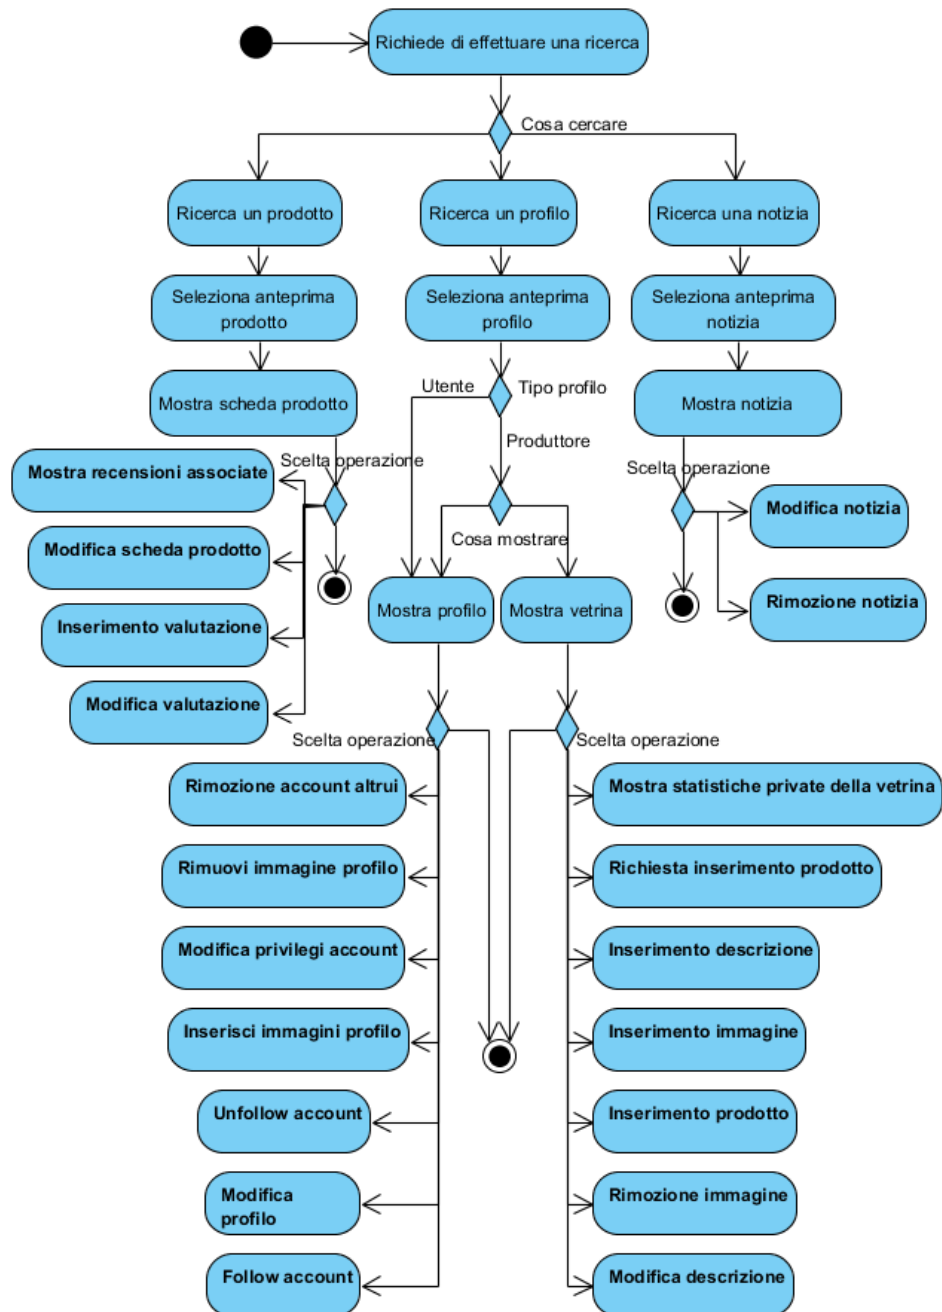 Richiede di effettuare una ricerca
Cosa cercare
Ricerca un prodotto
Ricerca un profilo
Ricerca una notizia
Seleziona anteprima
prodotto
Seleziona anteprima
profilo
Seleziona anteprima
notizia
Mostra scheda prodotto
Utente
Tipo profilo
Mostra notizia
Produttore
Scelta operazione
Scelta operazione
Mostra recensioni associate
Modifica scheda prodotto
Inserimento valutazione
Modifica valutazione
Cosa mostrare
Modifica notizia
Rimozione notizia
Mostra profilo
Mostra vetrina
Scelta operazione
Scelta operazione
Rimozione account altrui
Rimuovi immagine profilo
Modifica privilegi account
Inserisci immagini profilo
Unfollow account
Modifica
profilo
Follow account
Mostra statistiche private della vetrina
Richiesta inserimento prodotto
Inserimento descrizione
Inserimento immagine
Inserimento prodotto
Rimozione immagine
Modifica descrizione